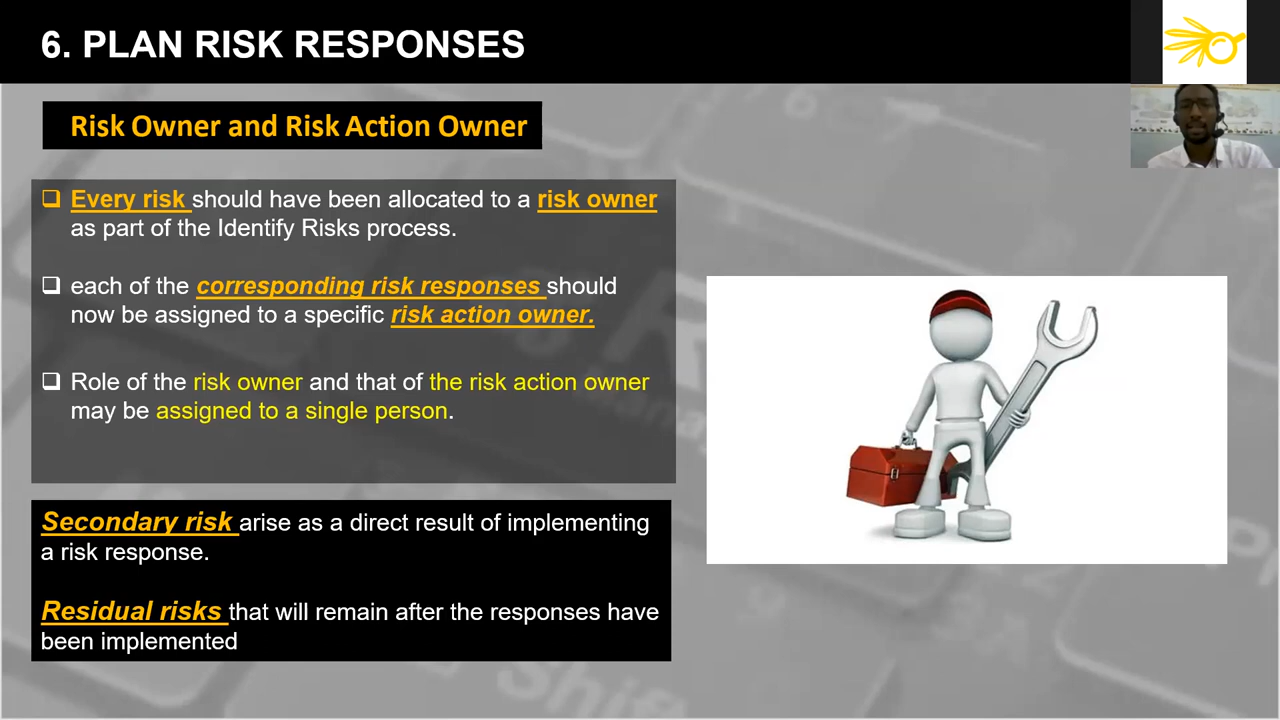 6. PLAN RISK RESPONSES
Risk Owner and Risk Action Owner
Every risk should have been allocated to a risk owner
as part of the Identify Risks process.
each of the corresponding risk responses should
now be assigned to a specific risk action owner.
Role of the risk owner and that of the risk action owner
may be assigned to a single person.
Secondary risk arise as a direct result of implementing
a risk response.
Residual risks that will remain after the responses have
been implemented
Shif